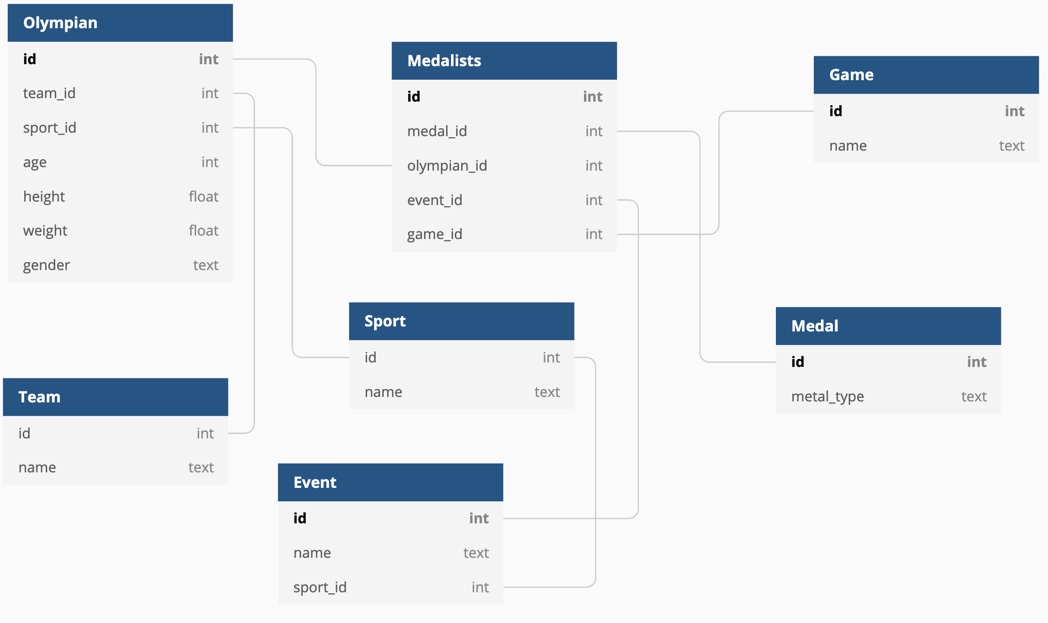 Olympian
id int
team_id int
sport_id int
age int
height float
weight float
gender text
Medalists
id int
medal_id int
olympian_id int
event_id int
game_id int
Game
id int
name text
Sport
id int
name text
Medal
id int
metal_type text
Team
id int
name text
Event
id int
name text
sport_id int